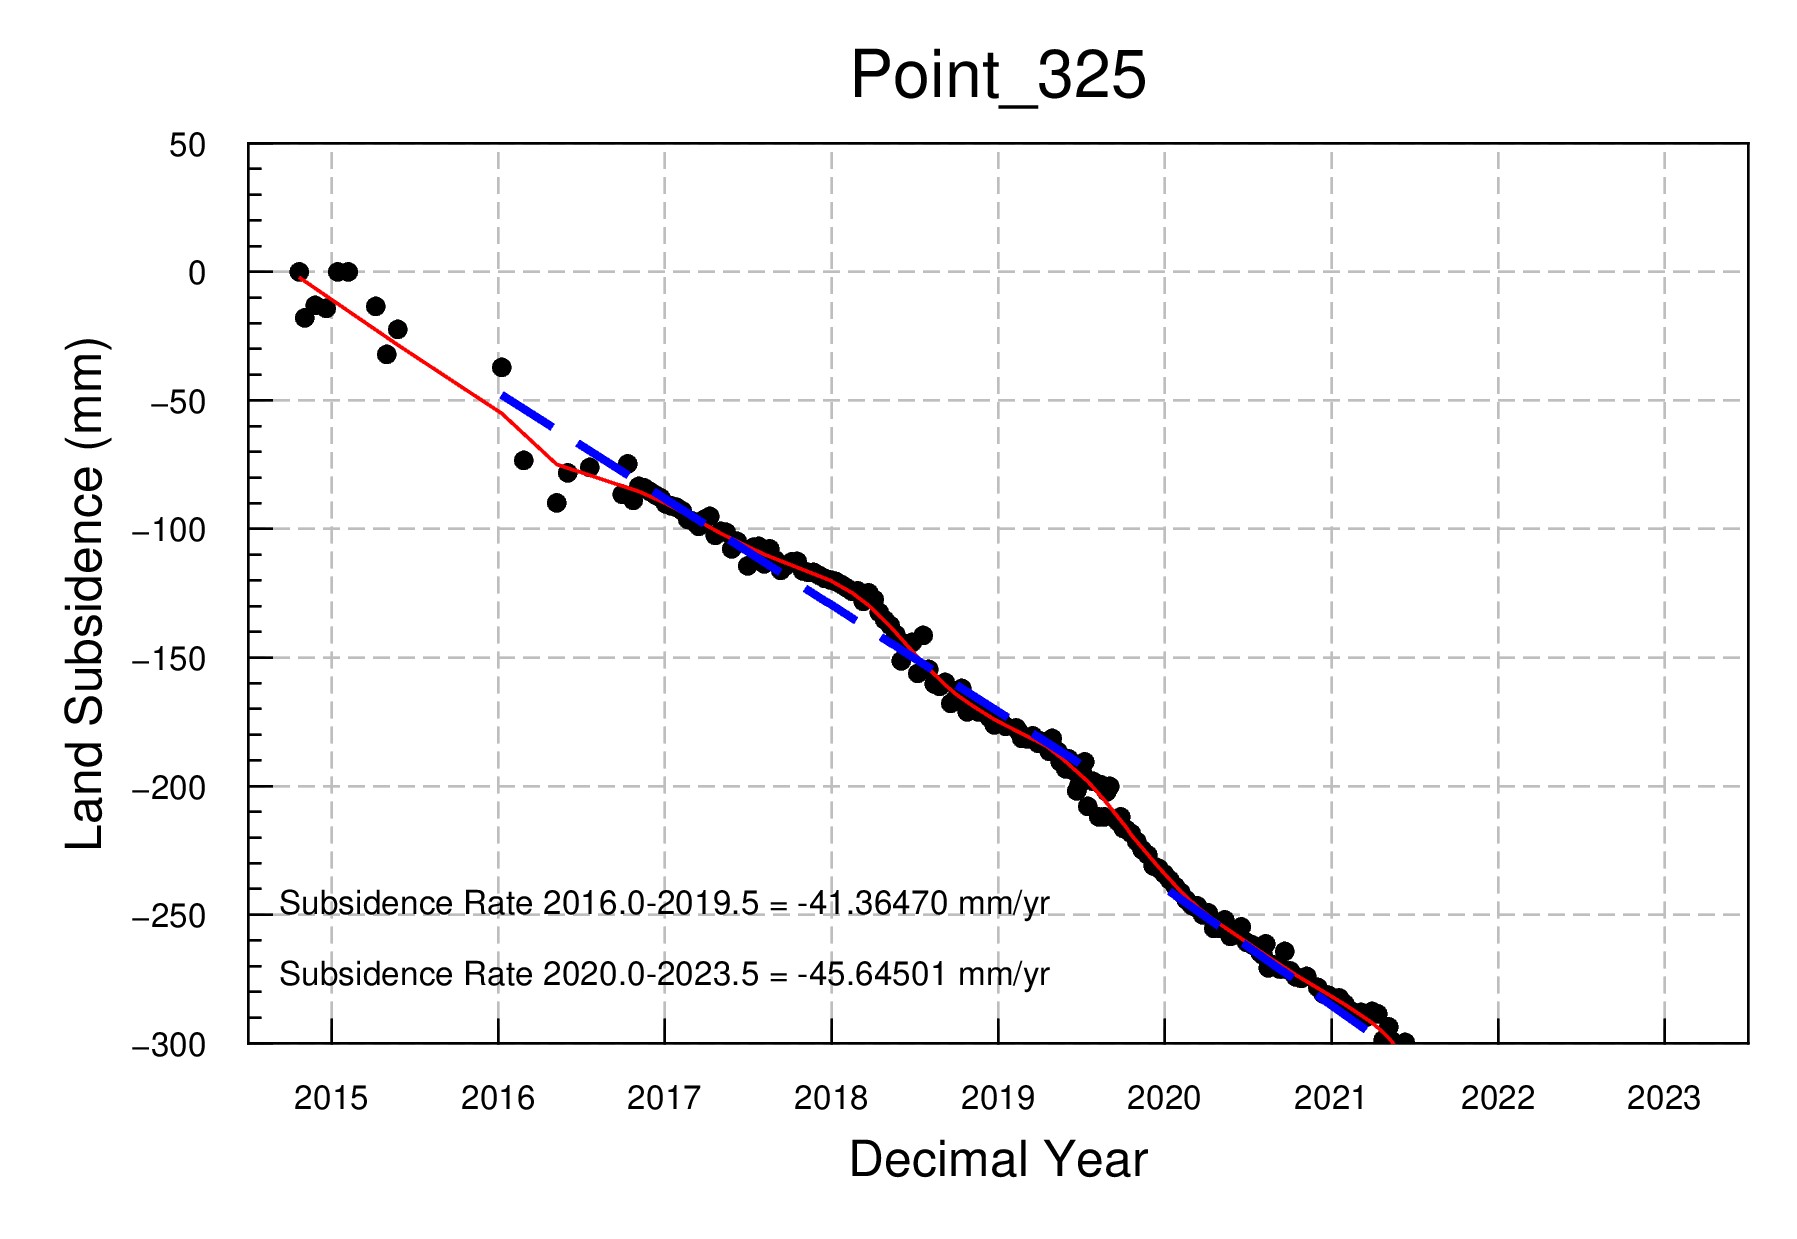 Point_325
50
0
−50
−100
−150
−200
−250
−300
Land Subsidence (mm)
Subsidence Rate 2016.0-2019.5 = -41.36470 mm/yr
Subsidence Rate 2020.0-2023.5 = -45.64501 mm/yr
2015 2016 2017 2018 2019 2020 2021 2022 2023
Decimal Year